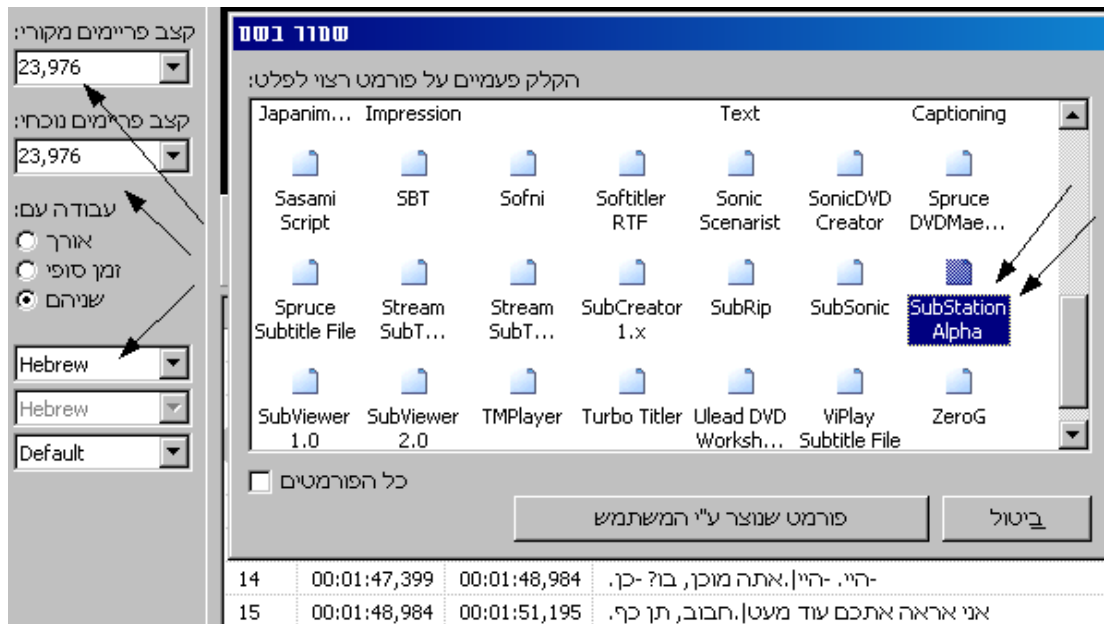 קצב פריימים מקורי:
23,976
קצב פריימים נוכחי:
23,976
עבודה עם:
אורך
זמן סופי
שניהם
Hebrew
Hebrew
Default
שמור בשם
הקלק פעמיים על פורמט רצוי לפלט:
Japanim... Impression Text Captioning
Sasami Script
SBT
Sofni
Softitler RTF
Sonic Scenarist
SonicDVD Creator
Spruce DVDMae...
Spruce Subtitle File
Stream SubT...
Stream SubT...
SubCreator 1.x
SubRip
SubSonic
SubStation Alpha
SubViewer 1.0
SubViewer 2.0
TMPlayer
Turbo Titler
Ulead DVD Worksh...
ViPlay Subtitle File
ZeroG
כל הפורמטים
פורמט שנוצר ע"י המשתמש
ביטול
14 00:01:47,399 00:01:48,984 -היי. -היי|.אתה מוכן, בו? -כן.
15 00:01:48,984 00:01:51,195 אני אראה אתכם עוד מעט|.חבוב, תן כף.